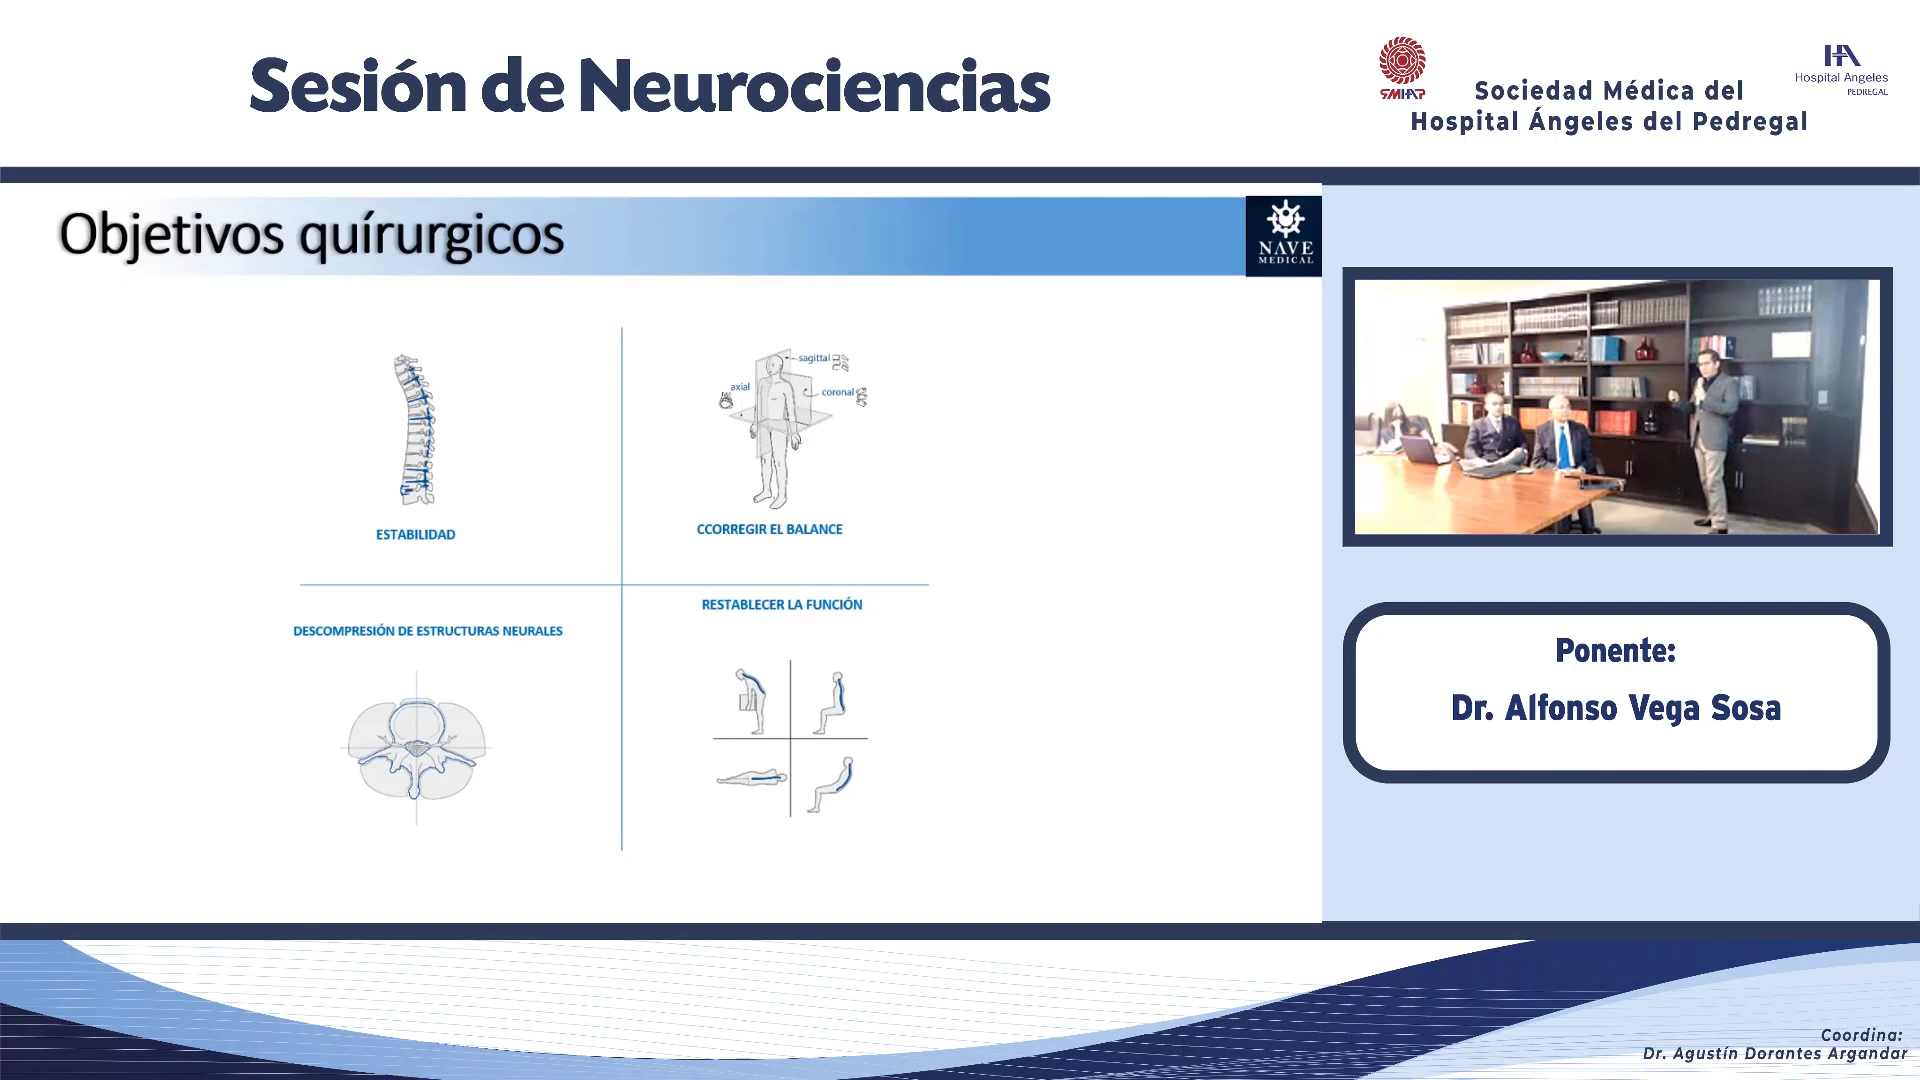 Sesión de Neurociencias
SMHAP
Sociedad Médica del
Hospital Ángeles del Pedregal
HA
Hospital Angeles
PEDREGAL
Objetivos quírurgicos
NAVE
MEDICAL
sagittal
axial
coronal
ESTABILIDAD
CCORREGIR EL BALANCE
DESCOMPRESIÓN DE ESTRUCTURAS NEURALES
RESTABLECER LA FUNCIÓN
Ponente:
Dr. Alfonso Vega Sosa
Coordina:
Dr. Agustín Dorantes Argandar